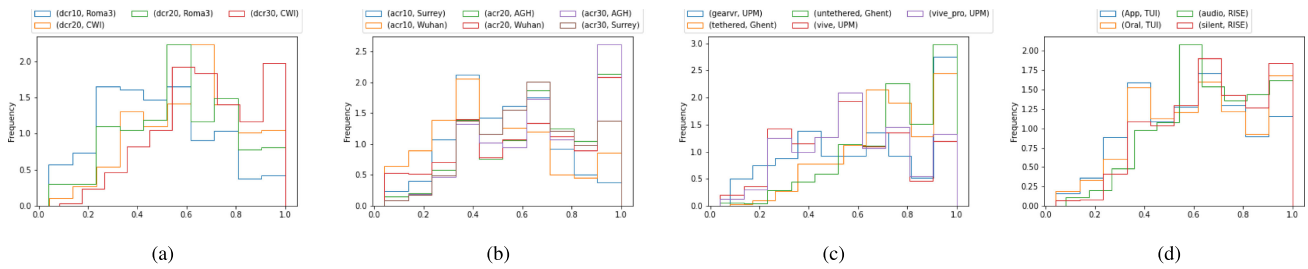 (dcr10, Roma3) (dcr20, Roma3) (dcr30, CWI)
(dcr20, CWI)
Frequency
2.0
1.5
1.0
0.5
0.0
0.0 0.2 0.4 0.6 0.8 1.0
(a)
(acr10, Surrey) (acr20, AGH) (acr30, AGH)
(acr10, Wuhan) (acr20, Wuhan) (acr30, Surrey)
Frequency
2.5
2.0
1.5
1.0
0.5
0.0
0.0 0.2 0.4 0.6 0.8 1.0
(b)
(gearvr, UPM) (untethered, Ghent) (vive_pro, UPM)
(tethered, Ghent) (vive, UPM)
Frequency
3.0
2.5
2.0
1.5
1.0
0.5
0.0
0.0 0.2 0.4 0.6 0.8 1.0
(c)
(App, TUI) (audio, RISE)
(Oral, TUI) (silent, RISE)
Frequency
2.00
1.75
1.50
1.25
1.00
0.75
0.50
0.25
0.00
0.0 0.2 0.4 0.6 0.8 1.0
(d)